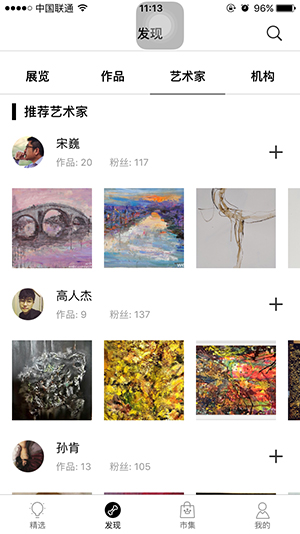 中国联通 11:13 96%
发现
展览 作品 艺术家 机构
推荐艺术家
宋巍
作品: 20 粉丝: 117
高人杰
作品: 9 粉丝: 137
孙肯
作品: 13 粉丝: 105
精选 发现 市集 我的